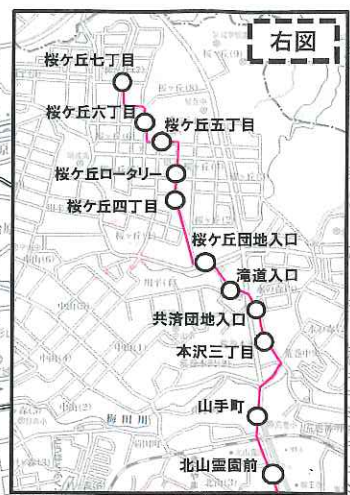 右図
桜ケ丘七丁目
桜ケ丘六丁目
桜ケ丘五丁目
桜ケ丘ロータリー
桜ケ丘四丁目
桜ケ丘団地入口
滝道入口
共済団地入口
本沢三丁目
山手町
梅田川
北山霊園前